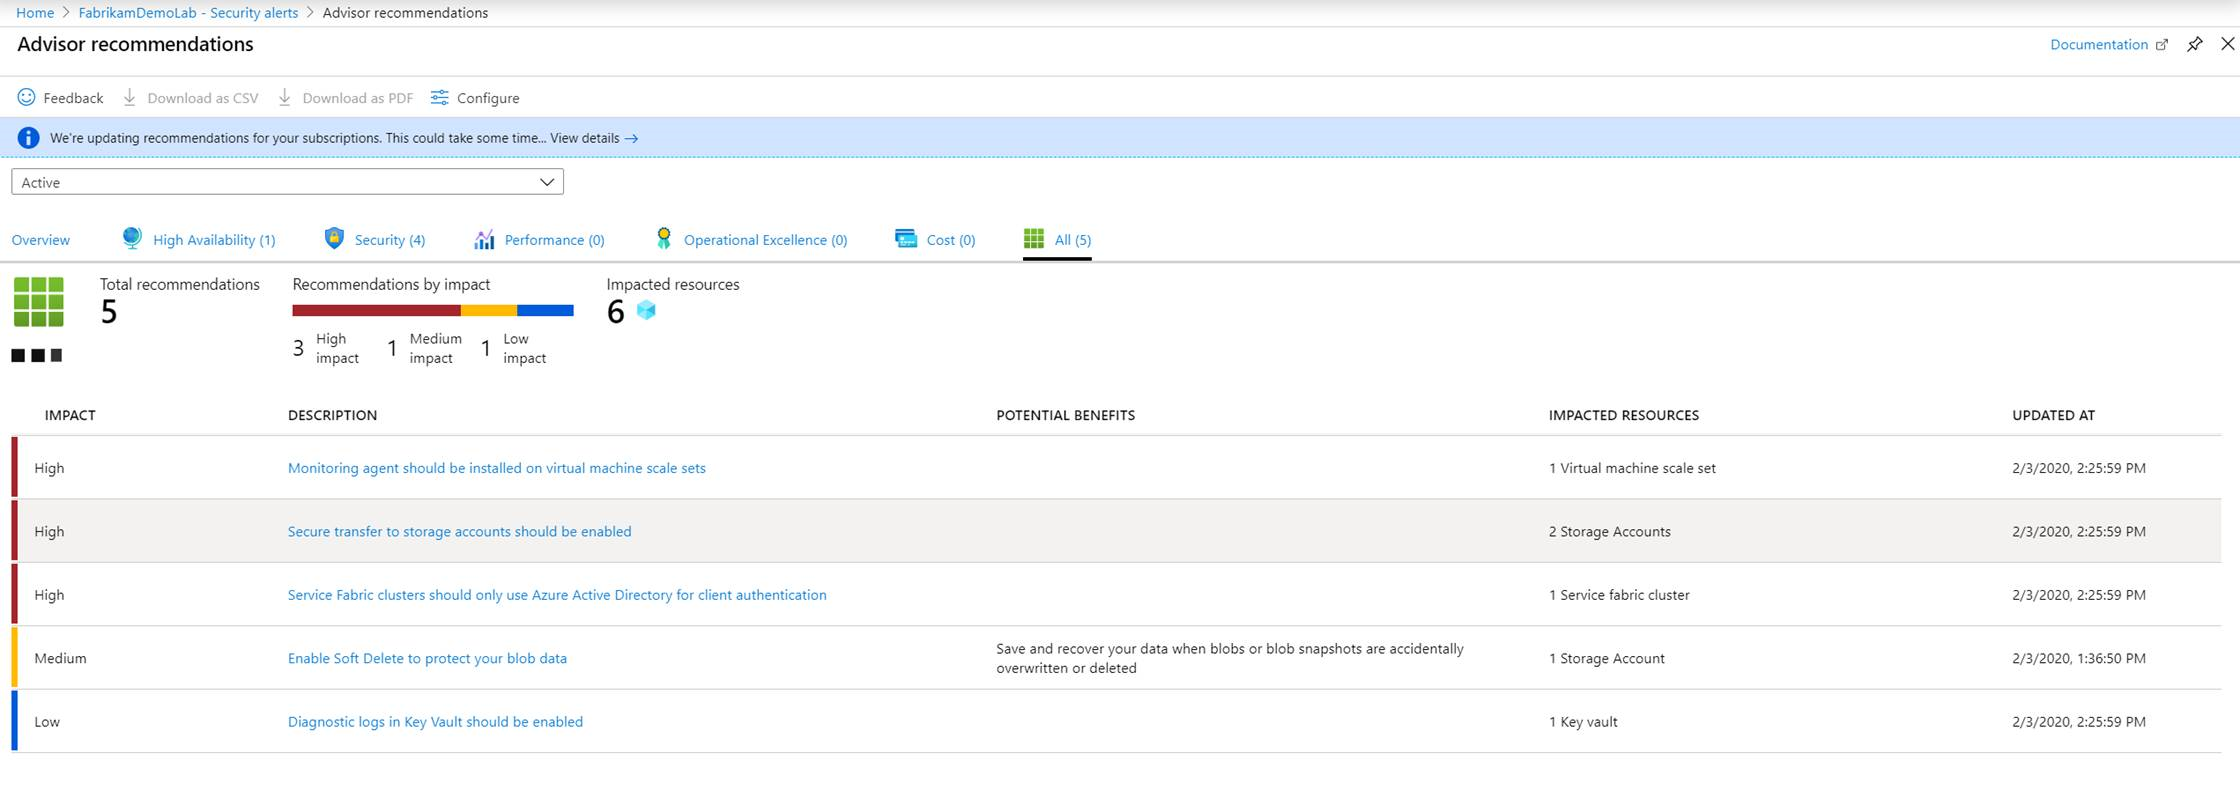 Home > FabrikamDemoLab - Security alerts > Advisor recommendations
Advisor recommendations
Documentation
Feedback Download as CSV Download as PDF Configure
We're updating recommendations for your subscriptions. This could take some time... View details →
Active
Overview High Availability (1) Security (4) Performance (0) Operational Excellence (0) Cost (0) All (5)
Total recommendations
5
Recommendations by impact
3 High impact 1 Medium impact 1 Low impact
Impacted resources
6
IMPACT DESCRIPTION POTENTIAL BENEFITS IMPACTED RESOURCES UPDATED AT
High Monitoring agent should be installed on virtual machine scale sets 1 Virtual machine scale set 2/3/2020, 2:25:59 PM
High Secure transfer to storage accounts should be enabled 2 Storage Accounts 2/3/2020, 2:25:59 PM
High Service Fabric clusters should only use Azure Active Directory for client authentication 1 Service fabric cluster 2/3/2020, 2:25:59 PM
Medium Enable Soft Delete to protect your blob data Save and recover your data when blobs or blob snapshots are accidentally overwritten or deleted 1 Storage Account 2/3/2020, 1:36:50 PM
Low Diagnostic logs in Key Vault should be enabled 1 Key vault 2/3/2020, 2:25:59 PM